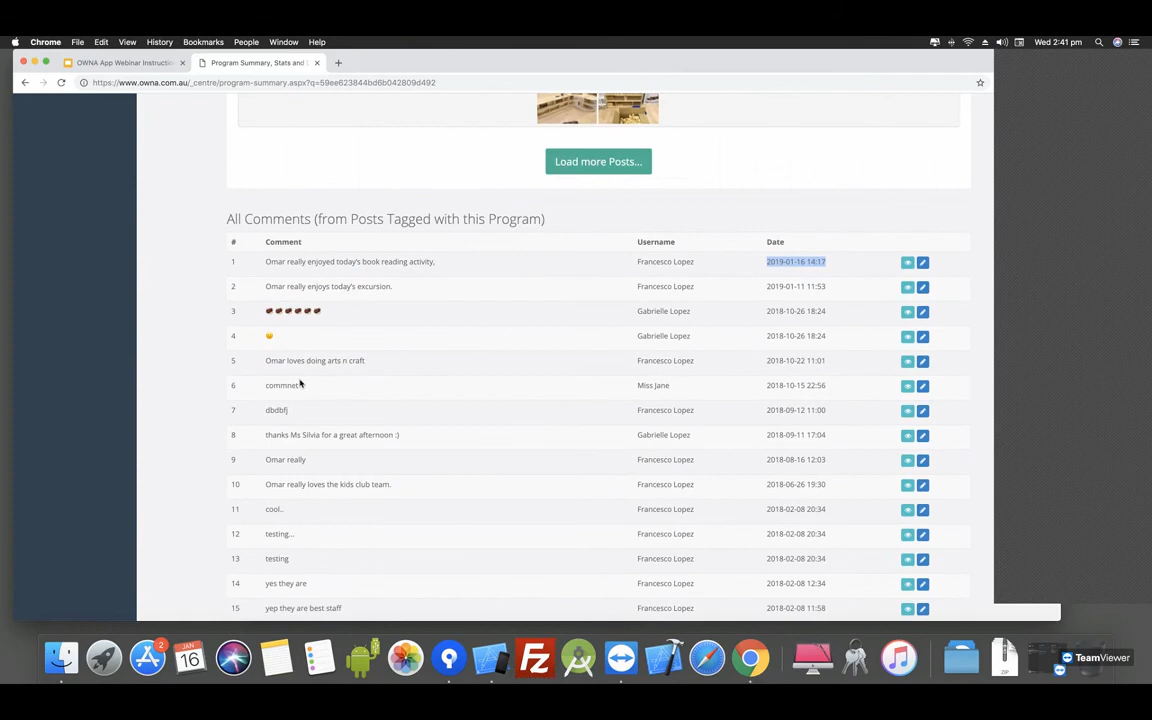 Chrome File Edit View History Bookmarks People Window Help Wed 2:41 pm
OWNA App Webinar Instructio Program Summary, Stats and
https://www.owna.com.au/_centre/program-summary.aspx?q=59ee623844bd6b042809d492
Load more Posts...
All Comments (from Posts Tagged with this Program)
# Comment Username Date
1 Omar really enjoyed today's book reading activity, Francesco Lopez 2019-01-16 14:17
2 Omar really enjoys today's excursion. Francesco Lopez 2019-01-11 11:53
3 Gabrielle Lopez 2018-10-26 18:24
4 Gabrielle Lopez 2018-10-26 18:24
5 Omar loves doing arts n craft Francesco Lopez 2018-10-22 11:01
6 commnet Miss Jane 2018-10-15 22:56
7 dbdbfj Francesco Lopez 2018-09-12 11:00
8 thanks Ms Silvia for a great afternoon :) Gabrielle Lopez 2018-09-11 17:04
9 Omar really Francesco Lopez 2018-08-16 12:03
10 Omar really loves the kids club team. Francesco Lopez 2018-06-26 19:30
11 cool.. Francesco Lopez 2018-02-08 20:34
12 testing... Francesco Lopez 2018-02-08 20:34
13 testing Francesco Lopez 2018-02-08 20:34
14 yes they are Francesco Lopez 2018-02-08 12:34
15 yep they are best staff Francesco Lopez 2018-02-08 11:58
2
JAN
16
Fz
ZIP
TeamViewer